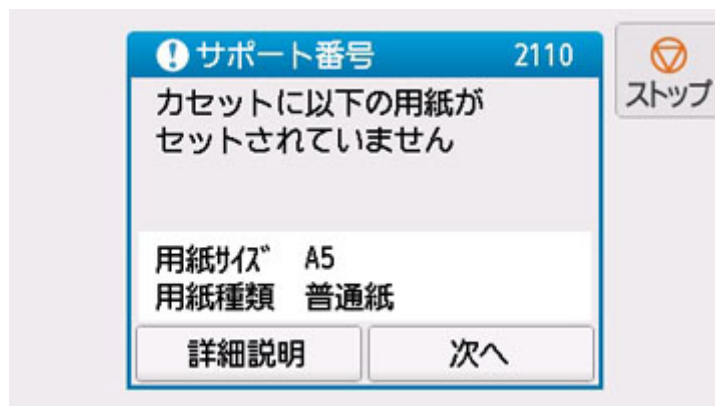 サポート番号 2110
ストップ
カセットに以下の用紙が
セットされていません
用紙ｻｲｽﾞ A5
用紙種類 普通紙
詳細説明 次へ